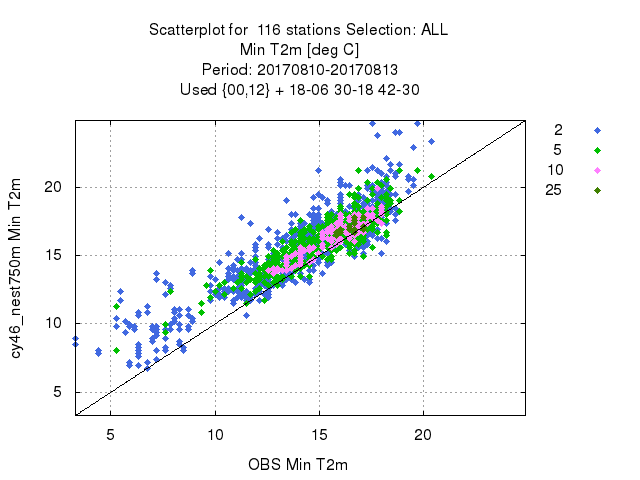 Scatterplot for  116 stations Selection: ALL
Min T2m [deg C]
Period: 20170810-20170813
Used {00,12} + 18-06 30-18 42-30
2
5
10
25
cy46_nest750m Min T2m
20
15
10
5
5 10 15 20
OBS Min T2m